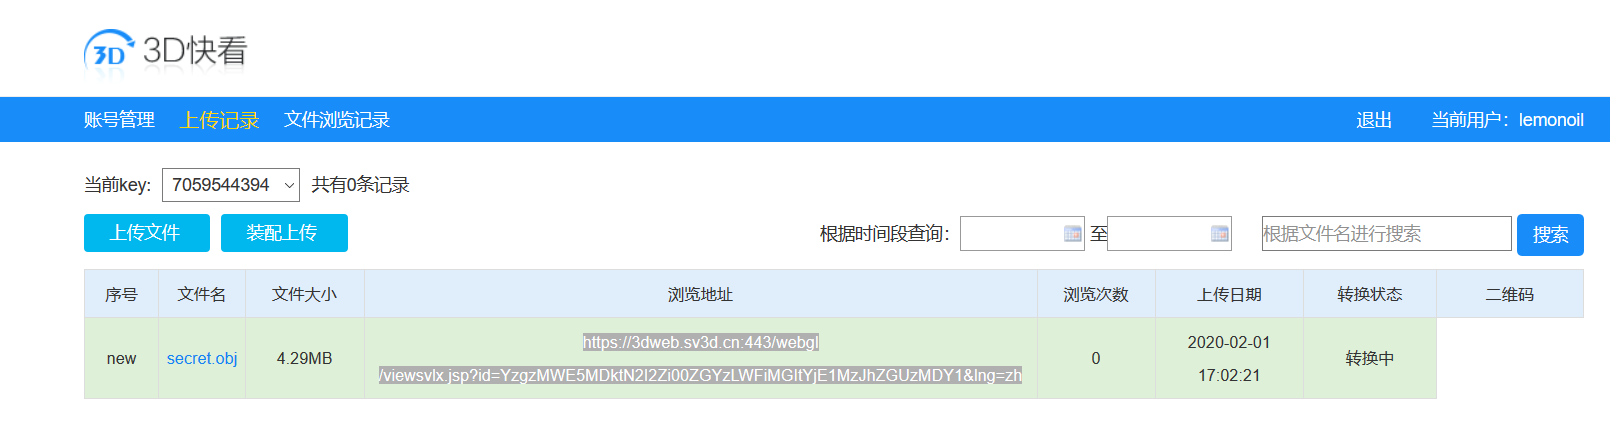 3D 3D快看
账号管理 上传记录 文件浏览记录 退出 当前用户：lemonoil
当前key: 7059544394 共有0条记录
上传文件 装配上传 根据时间段查询： 至 根据文件名进行搜索 搜索
序号 文件名 文件大小 浏览地址 浏览次数 上传日期 转换状态 二维码
new secret.obj 4.29MB
https://3dweb.sv3d.cn:443/webgl
/viewsvlx.jsp?id=YzgzMWE5MDktN2I2Zi00ZGYzLWFiMGItYjE1MzJhZGUzMDY1&lng=zh
0
2020-02-01
17:02:21
转换中